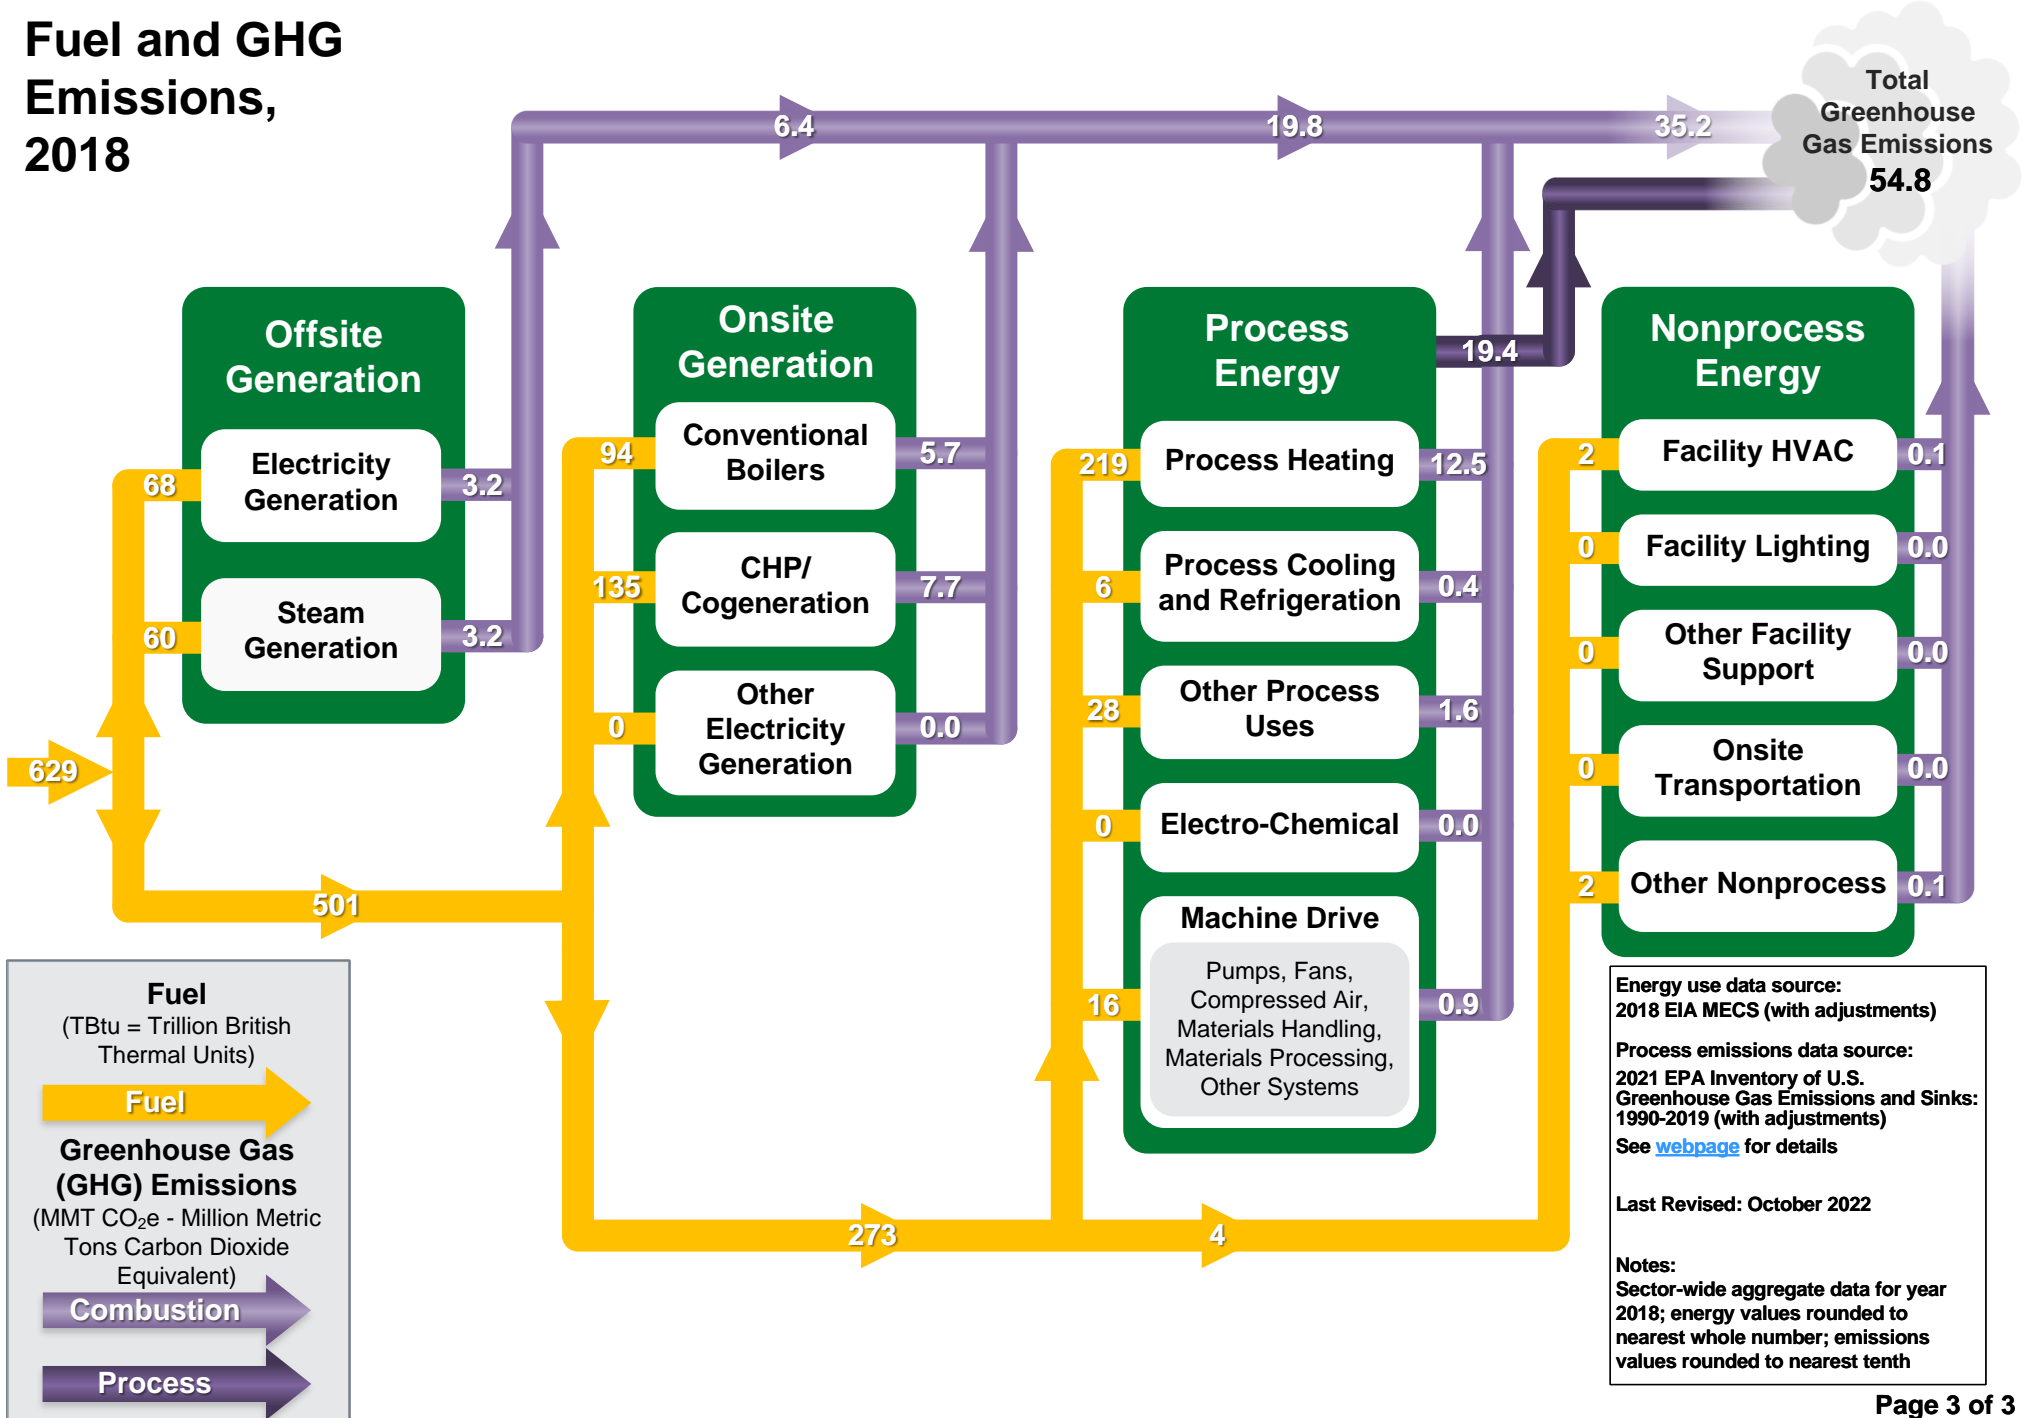 Fuel and GHG
Emissions,
2018
6.4
19.8
35.2
Total
Greenhouse
Gas Emissions
54.8
Offsite
Generation
68
Electricity
Generation
3.2
60
Steam
Generation
3.2
629
501
Onsite
Generation
94
Conventional
Boilers
5.7
135
CHP/
Cogeneration
7.7
0
Other
Electricity
Generation
0.0
273
4
Process
Energy
19.4
219
Process Heating
12.5
6
Process Cooling
and Refrigeration
0.4
28
Other Process
Uses
1.6
0
Electro-Chemical
0.0
Machine Drive
16
Pumps, Fans,
Compressed Air,
Materials Handling,
Materials Processing,
Other Systems
0.9
Nonprocess
Energy
2
Facility HVAC
0.1
0
Facility Lighting
0.0
0
Other Facility
Support
0.0
0
Onsite
Transportation
0.0
2
Other Nonprocess
0.1
Fuel
(TBtu = Trillion British
Thermal Units)
Fuel
Greenhouse Gas
(GHG) Emissions
(MMT CO₂e - Million Metric
Tons Carbon Dioxide
Equivalent)
Combustion
Process
Energy use data source:
2018 EIA MECS (with adjustments)
Process emissions data source:
2021 EPA Inventory of U.S.
Greenhouse Gas Emissions and Sinks:
1990-2019 (with adjustments)
See webpage for details
Last Revised: October 2022
Notes:
Sector-wide aggregate data for year
2018; energy values rounded to
nearest whole number; emissions
values rounded to nearest tenth
Page 3 of 3